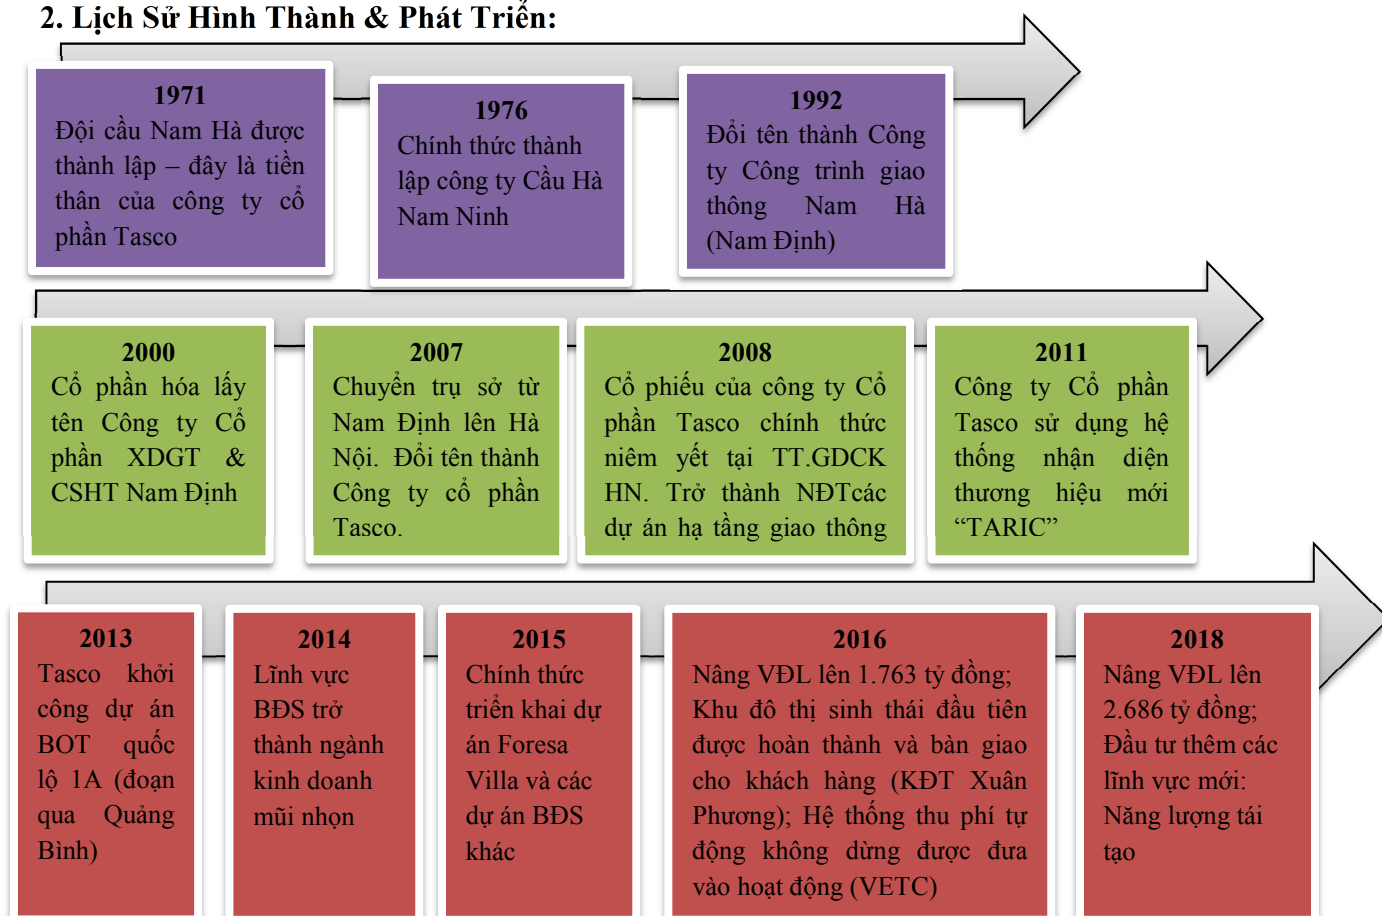 2. Lịch Sử Hình Thành & Phát Triển:
1971
Đội cầu Nam Hà được
thành lập – đây là tiền
thân của công ty cổ
phần Tasco
1976
Chính thức thành
lập công ty Cầu Hà
Nam Ninh
1992
Đổi tên thành Công
ty Công trình giao
thông Nam Hà
(Nam Định)
2000
Cổ phần hóa lấy
tên Công ty Cổ
phần XDGT &
CSHT Nam Định
2007
Chuyển trụ sở từ
Nam Định lên Hà
Nội. Đổi tên thành
Công ty cổ phần
Tasco.
2008
Cổ phiếu của công ty Cổ
phần Tasco chính thức
niêm yết tại TT.GDCK
HN. Trở thành NĐTcác
dự án hạ tầng giao thông
2011
Công ty Cổ phần
Tasco sử dụng hệ
thống nhận diện
thương hiệu mới
“TARIC”
2013
Tasco khởi
công dự án
BOT quốc
lộ 1A (đoạn
qua Quảng
Bình)
2014
Lĩnh vực
BĐS trở
thành ngành
kinh doanh
mũi nhọn
2015
Chính thức
triển khai dự
án Foresa
Villa và các
dự án BĐS
khác
2016
Nâng VĐL lên 1.763 tỷ đồng;
Khu đô thị sinh thái đầu tiên
được hoàn thành và bàn giao
cho khách hàng (KĐT Xuân
Phương); Hệ thống thu phí tự
động không dừng được đưa
vào hoạt động (VETC)
2018
Nâng VĐL lên
2.686 tỷ đồng;
Đầu tư thêm các
lĩnh vực mới:
Năng lượng tái
tạo